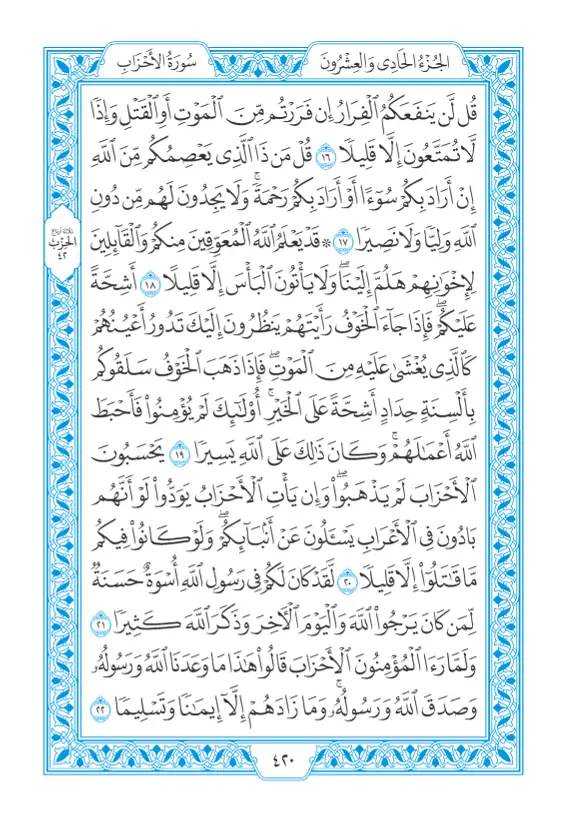 الجُزْءُ الحَادِي وَالعِشْرُونَ
سُورَةُ الأَحْزَابِ
قُل لَّن يَنفَعَكُمُ ٱلْفِرَارُ إِن فَرَرْتُم مِّنَ ٱلْمَوْتِ أَوِ ٱلْقَتْلِ وَإِذًا
لَّا تُمَتَّعُونَ إِلَّا قَلِيلًا ١٦ قُلْ مَن ذَا ٱلَّذِى يَعْصِمُكُم مِّنَ ٱللَّهِ
إِنْ أَرَادَ بِكُمْ سُوٓءًا أَوْ أَرَادَ بِكُمْ رَحْمَةًۚ وَلَا يَجِدُونَ لَهُم مِّن دُونِ
ٱللَّهِ وَلِيًّا وَلَا نَصِيرًا ١٧ ۞ قَدْ يَعْلَمُ ٱللَّهُ ٱلْمُعَوِّقِينَ مِنكُمْ وَٱلْقَآئِلِينَ
ثلاثة أرباع
الحِزْب
٤٢
لِإِخْوَٰنِهِمْ هَلُمَّ إِلَيْنَاۖ وَلَا يَأْتُونَ ٱلْبَأْسَ إِلَّا قَلِيلًا ١٨ أَشِحَّةً
عَلَيْكُمْۖ فَإِذَا جَآءَ ٱلْخَوْفُ رَأَيْتَهُمْ يَنظُرُونَ إِلَيْكَ تَدُورُ أَعْيُنُهُمْ
كَٱلَّذِى يُغْشَىٰ عَلَيْهِ مِنَ ٱلْمَوْتِۖ فَإِذَا ذَهَبَ ٱلْخَوْفُ سَلَقُوكُم
بِأَلْسِنَةٍ حِدَادٍ أَشِحَّةً عَلَى ٱلْخَيْرِۚ أُو۟لَٰٓئِكَ لَمْ يُؤْمِنُوا۟ فَأَحْبَطَ
ٱللَّهُ أَعْمَٰلَهُمْۚ وَكَانَ ذَٰلِكَ عَلَى ٱللَّهِ يَسِيرًا ١٩ يَحْسَبُونَ
ٱلْأَحْزَابَ لَمْ يَذْهَبُوا۟ۖ وَإِن يَأْتِ ٱلْأَحْزَابُ يَوَدُّوا۟ لَوْ أَنَّهُم
بَادُونَ فِى ٱلْأَعْرَابِ يَسْـَٔلُونَ عَنْ أَنۢبَآئِكُمْۖ وَلَوْ كَانُوا۟ فِيكُم
مَّا قَٰتَلُوٓا۟ إِلَّا قَلِيلًا ٢٠ لَّقَدْ كَانَ لَكُمْ فِى رَسُولِ ٱللَّهِ أُسْوَةٌ حَسَنَةٌ
لِّمَن كَانَ يَرْجُوا۟ ٱللَّهَ وَٱلْيَوْمَ ٱلْـَٔاخِرَ وَذَكَرَ ٱللَّهَ كَثِيرًا ٢١
وَلَمَّا رَءَا ٱلْمُؤْمِنُونَ ٱلْأَحْزَابَ قَالُوا۟ هَٰذَا مَا وَعَدَنَا ٱللَّهُ وَرَسُولُهُۥ
وَصَدَقَ ٱللَّهُ وَرَسُولُهُۥۚ وَمَا زَادَهُمْ إِلَّآ إِيمَٰنًا وَتَسْلِيمًا ٢٢
٤٢٠